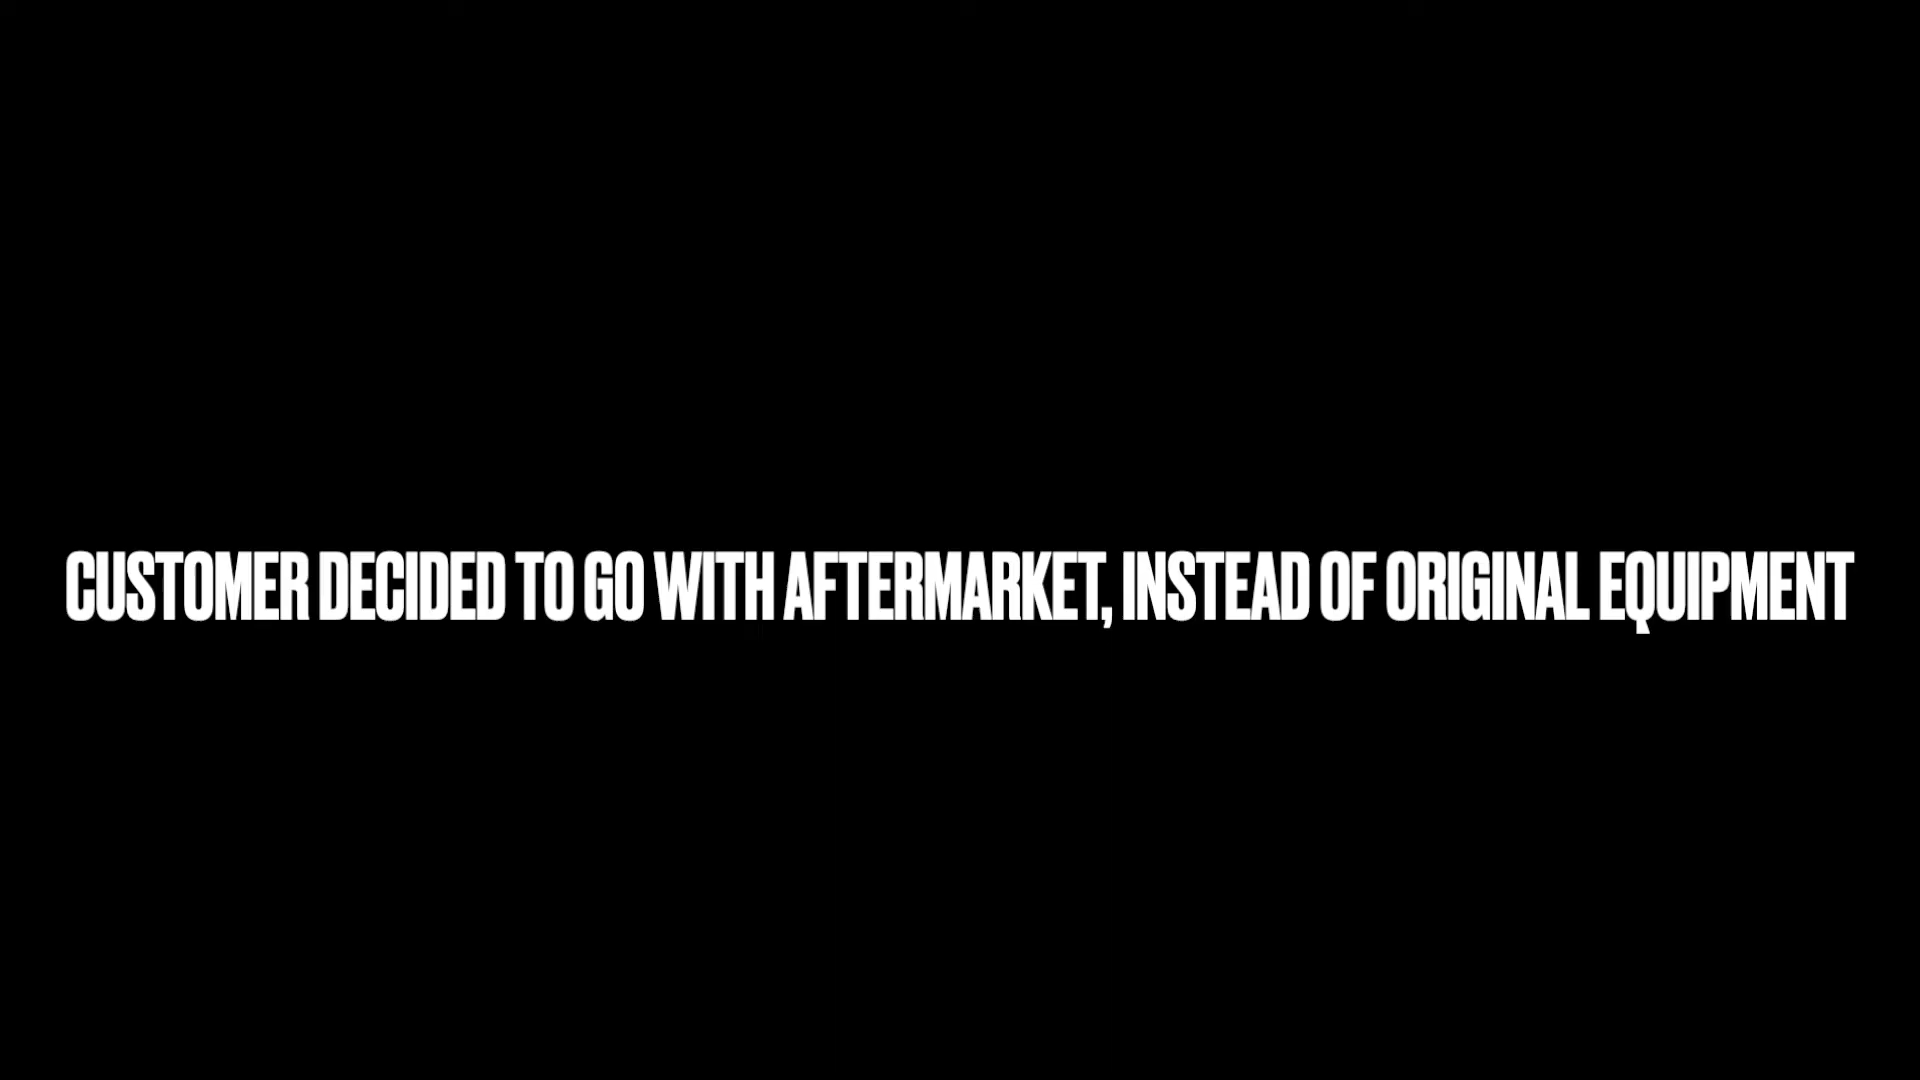 CUSTOMER DECIDED TO GO WITH AFTERMARKET, INSTEAD OF ORIGINAL EQUIPMENT